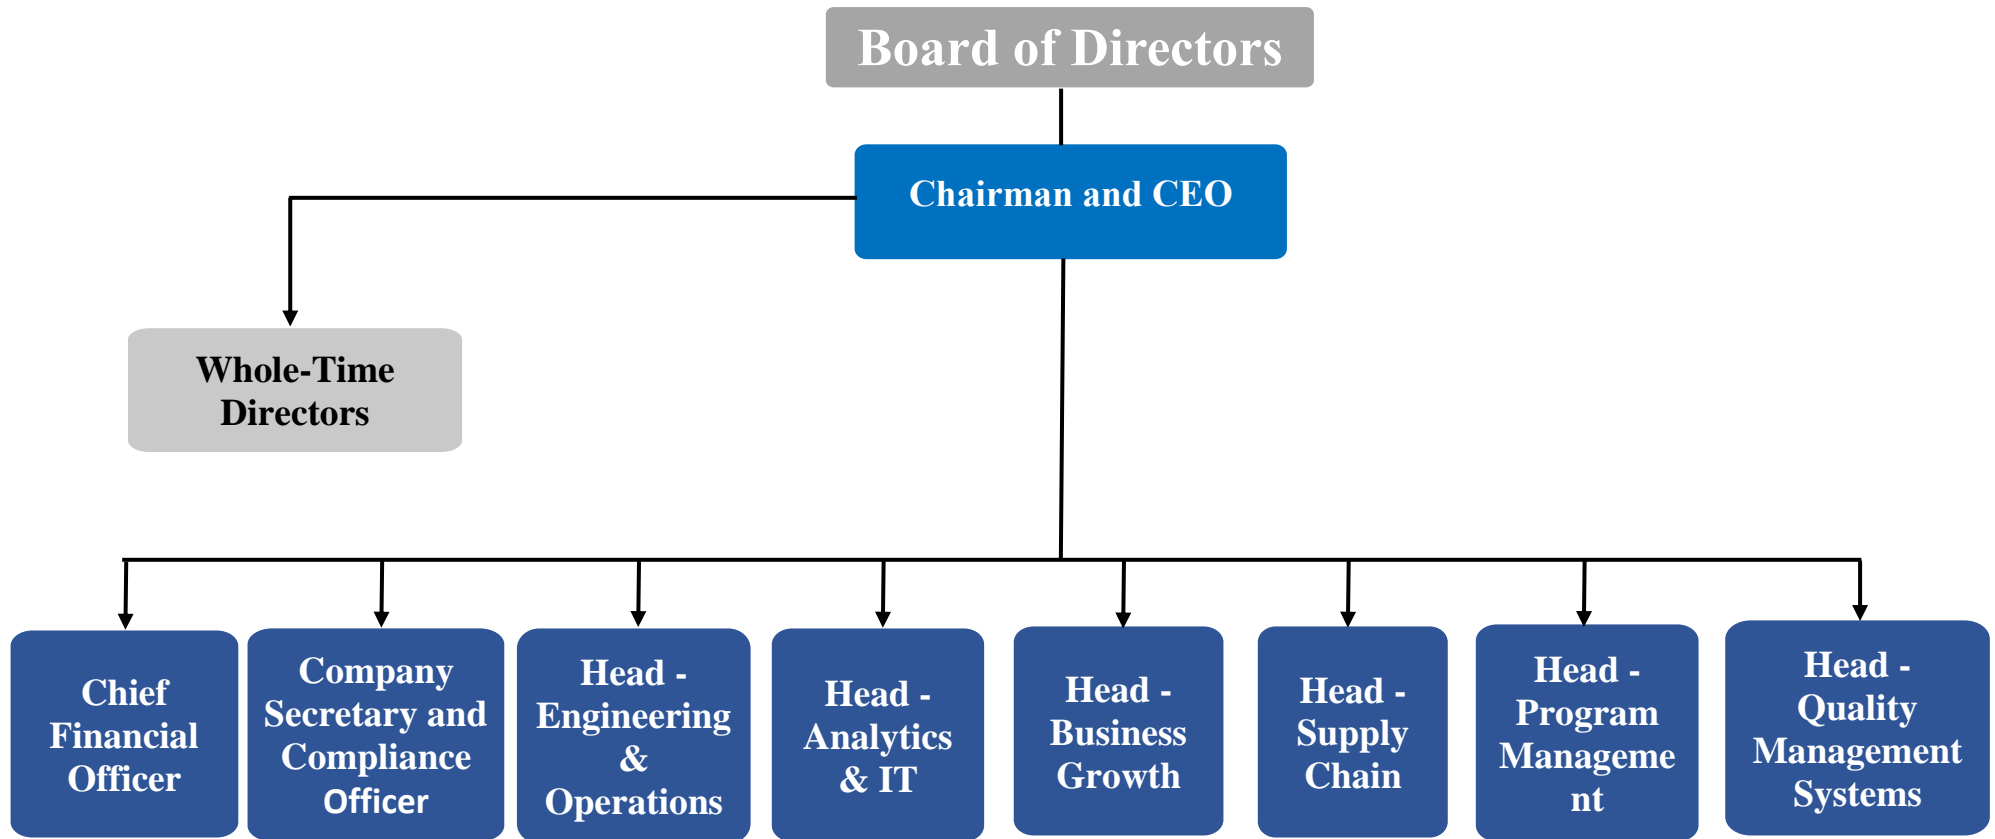 Board of Directors
Chairman and CEO
Whole-Time
Directors
Chief
Financial
Officer
Company
Secretary and
Compliance
Officer
Head -
Engineering
&
Operations
Head -
Analytics
& IT
Head -
Business
Growth
Head -
Supply
Chain
Head -
Program
Manageme
nt
Head -
Quality
Management
Systems